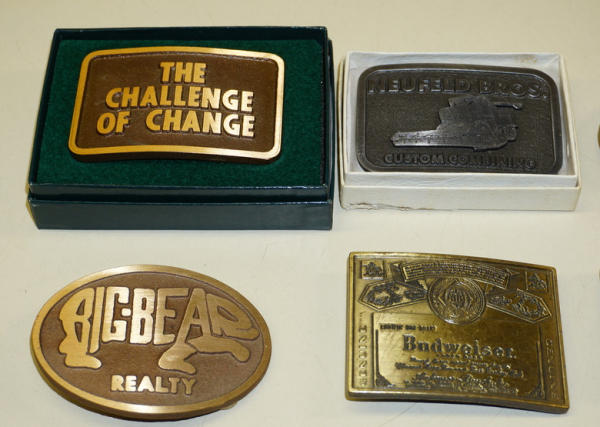 THE
CHALLENGE
OF CHANGE
NEUFELD BROS.
CUSTOM COMBINING
BIG-BEAR
REALTY
Budweiser